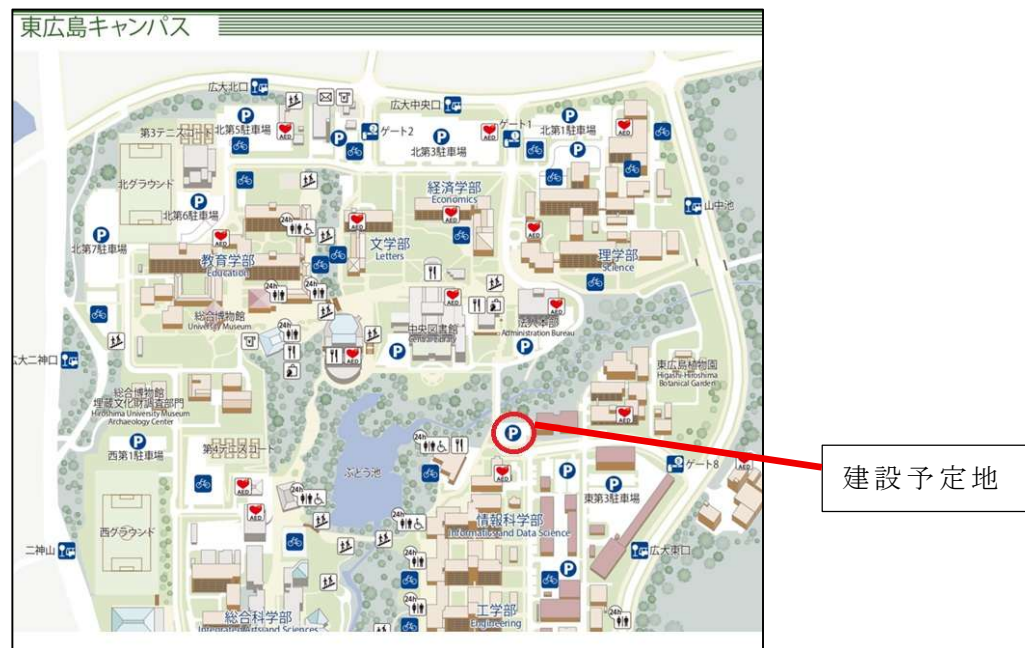 東広島キャンパス
広大北口
広大中央口
ゲート2
ゲート1
第3テニスコート
北第5駐車場
北第3駐車場
北第1駐車場
北グラウンド
経済学部
Economics
山中池
北第6駐車場
北第7駐車場
文学部
Letters
理学部
Science
教育学部
Education
総合博物館
University Museum
中央図書館
Central Library
法人本部
Administration Bureau
広大二神口
東広島植物園
Higashi-Hiroshima
Botanical Garden
総合博物館
埋蔵文化財調査部門
Hiroshima University Museum
Archaeology Center
西第1駐車場
第4テニスコート
ぶどう池
ゲート8
建設予定地
東第3駐車場
西グラウンド
情報科学部
Informatics and Data Science
二神山
広大東口
総合科学部
Integrated Arts and Sciences
工学部
Engineering